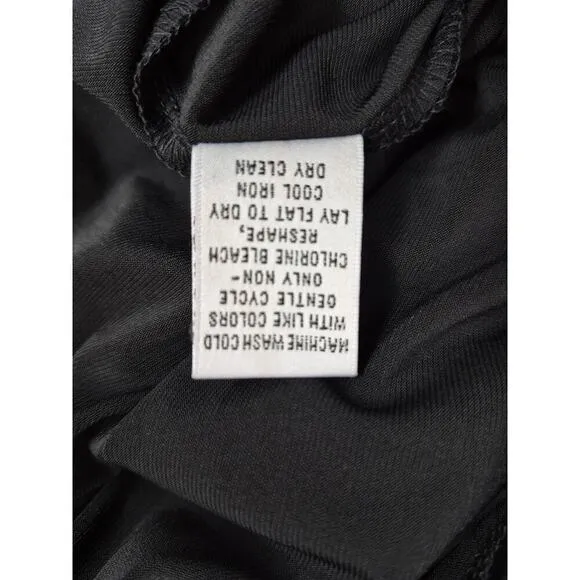 MACHINE WASH COLD
WITH LIKE COLORS
GENTLE CYCLE
ONLY NON-
CHLORINE BLEACH
RESHAPE,
LAY FLAT TO DRY
COOL IRON
DRY CLEAN